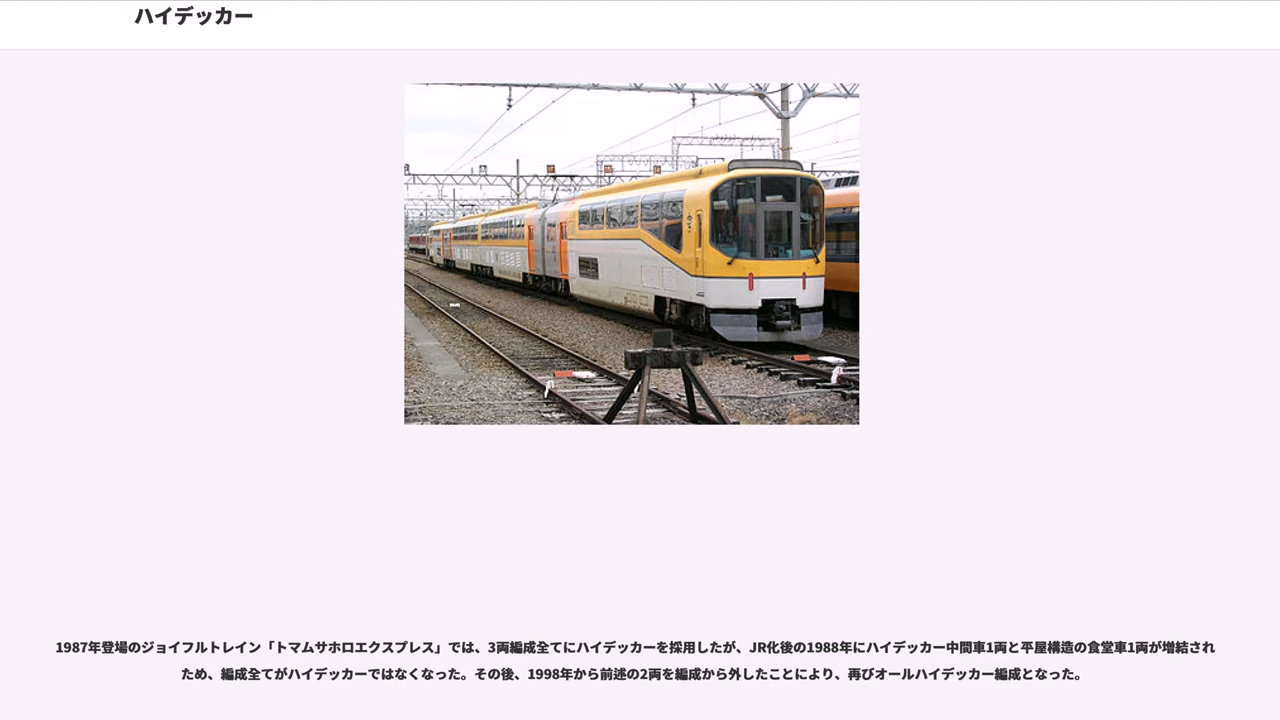 ハイデッカー
1987年登場のジョイフルトレイン「トマムサホロエクスプレス」では、3両編成全てにハイデッカーを採用したが、JR化後の1988年にハイデッカー中間車1両と平屋構造の食堂車1両が増結され
ため、編成全てがハイデッカーではなくなった。その後、1998年から前述の2両を編成から外したことにより、再びオールハイデッカー編成となった。